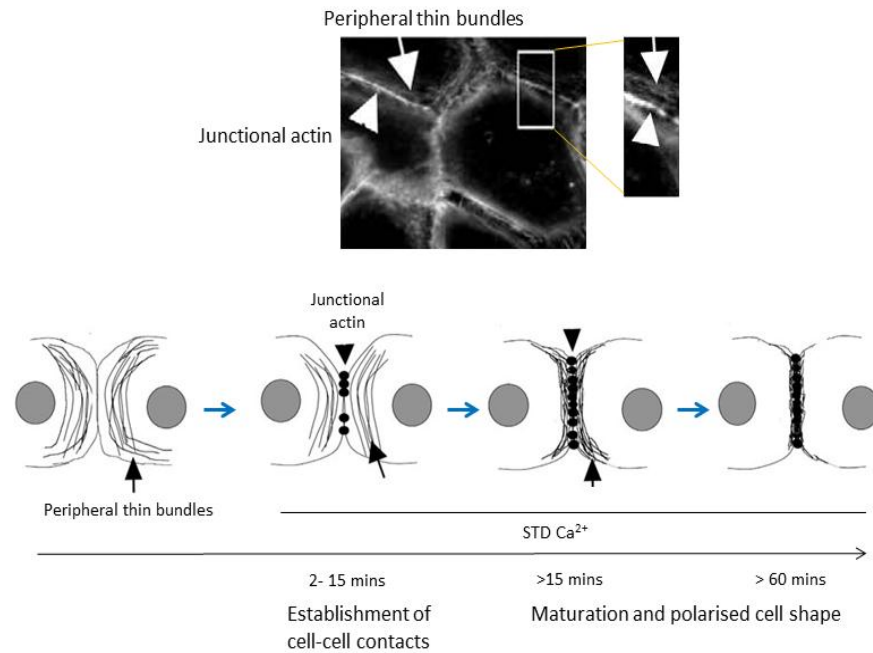 Peripheral thin bundles
Junctional actin
Junctional
actin
Peripheral thin bundles
STD Ca²⁺
2- 15 mins
>15 mins
> 60 mins
Establishment of
cell-cell contacts
Maturation and polarised cell shape